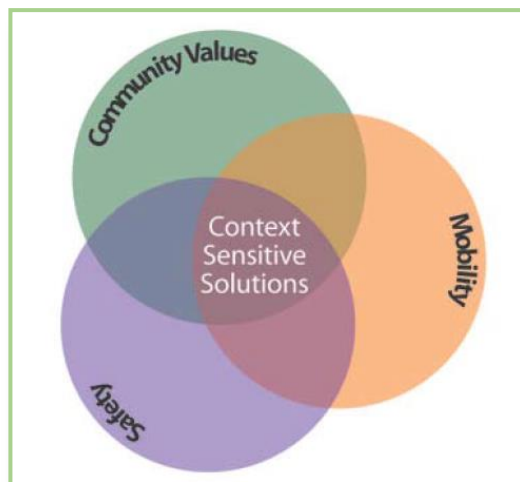 Community Values
Mobility
Context
Sensitive
Solutions
Safety